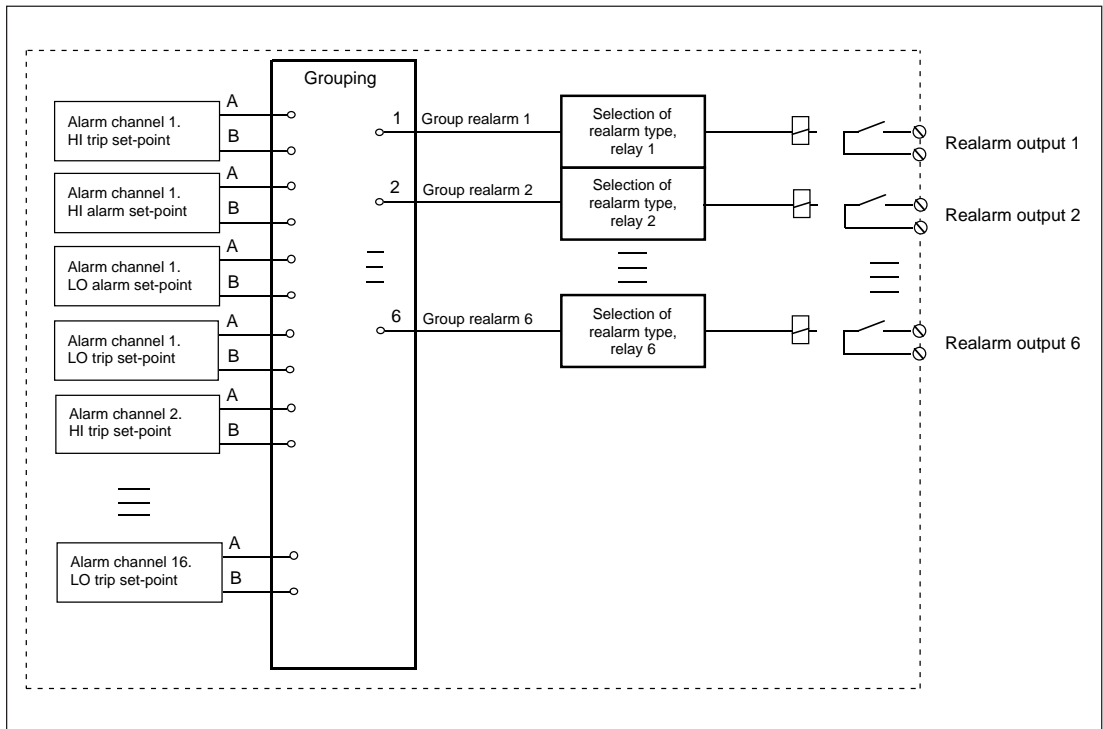 Grouping
Alarm channel 1.
HI trip set-point
A
B
Alarm channel 1.
HI alarm set-point
A
B
Alarm channel 1.
LO alarm set-point
A
B
Alarm channel 1.
LO trip set-point
A
B
Alarm channel 2.
HI trip set-point
A
B
Alarm channel 16.
LO trip set-point
A
B
1
Group realarm 1
Selection of
realarm type,
relay 1
Realarm output 1
2
Group realarm 2
Selection of
realarm type,
relay 2
Realarm output 2
6
Group realarm 6
Selection of
realarm type,
relay 6
Realarm output 6